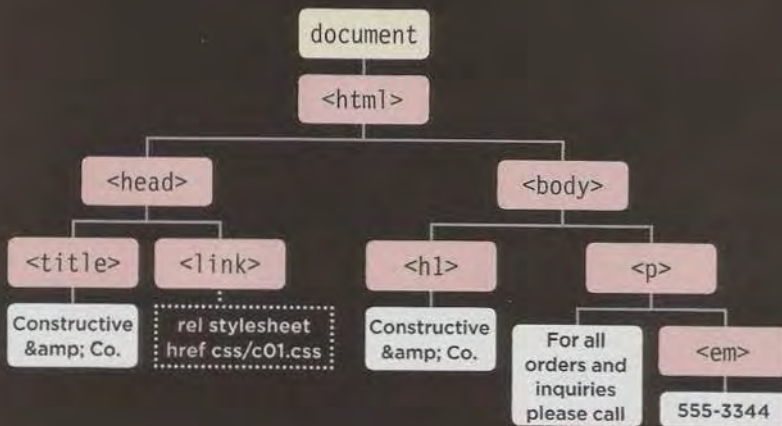 document
<html>
<head>
<body>
<title>
<link>
<h1>
<p>
Constructive
&amp; Co.
rel stylesheet
href css/c01.css
Constructive
&amp; Co.
For all
orders and
inquiries
please call
<em>
555-3344